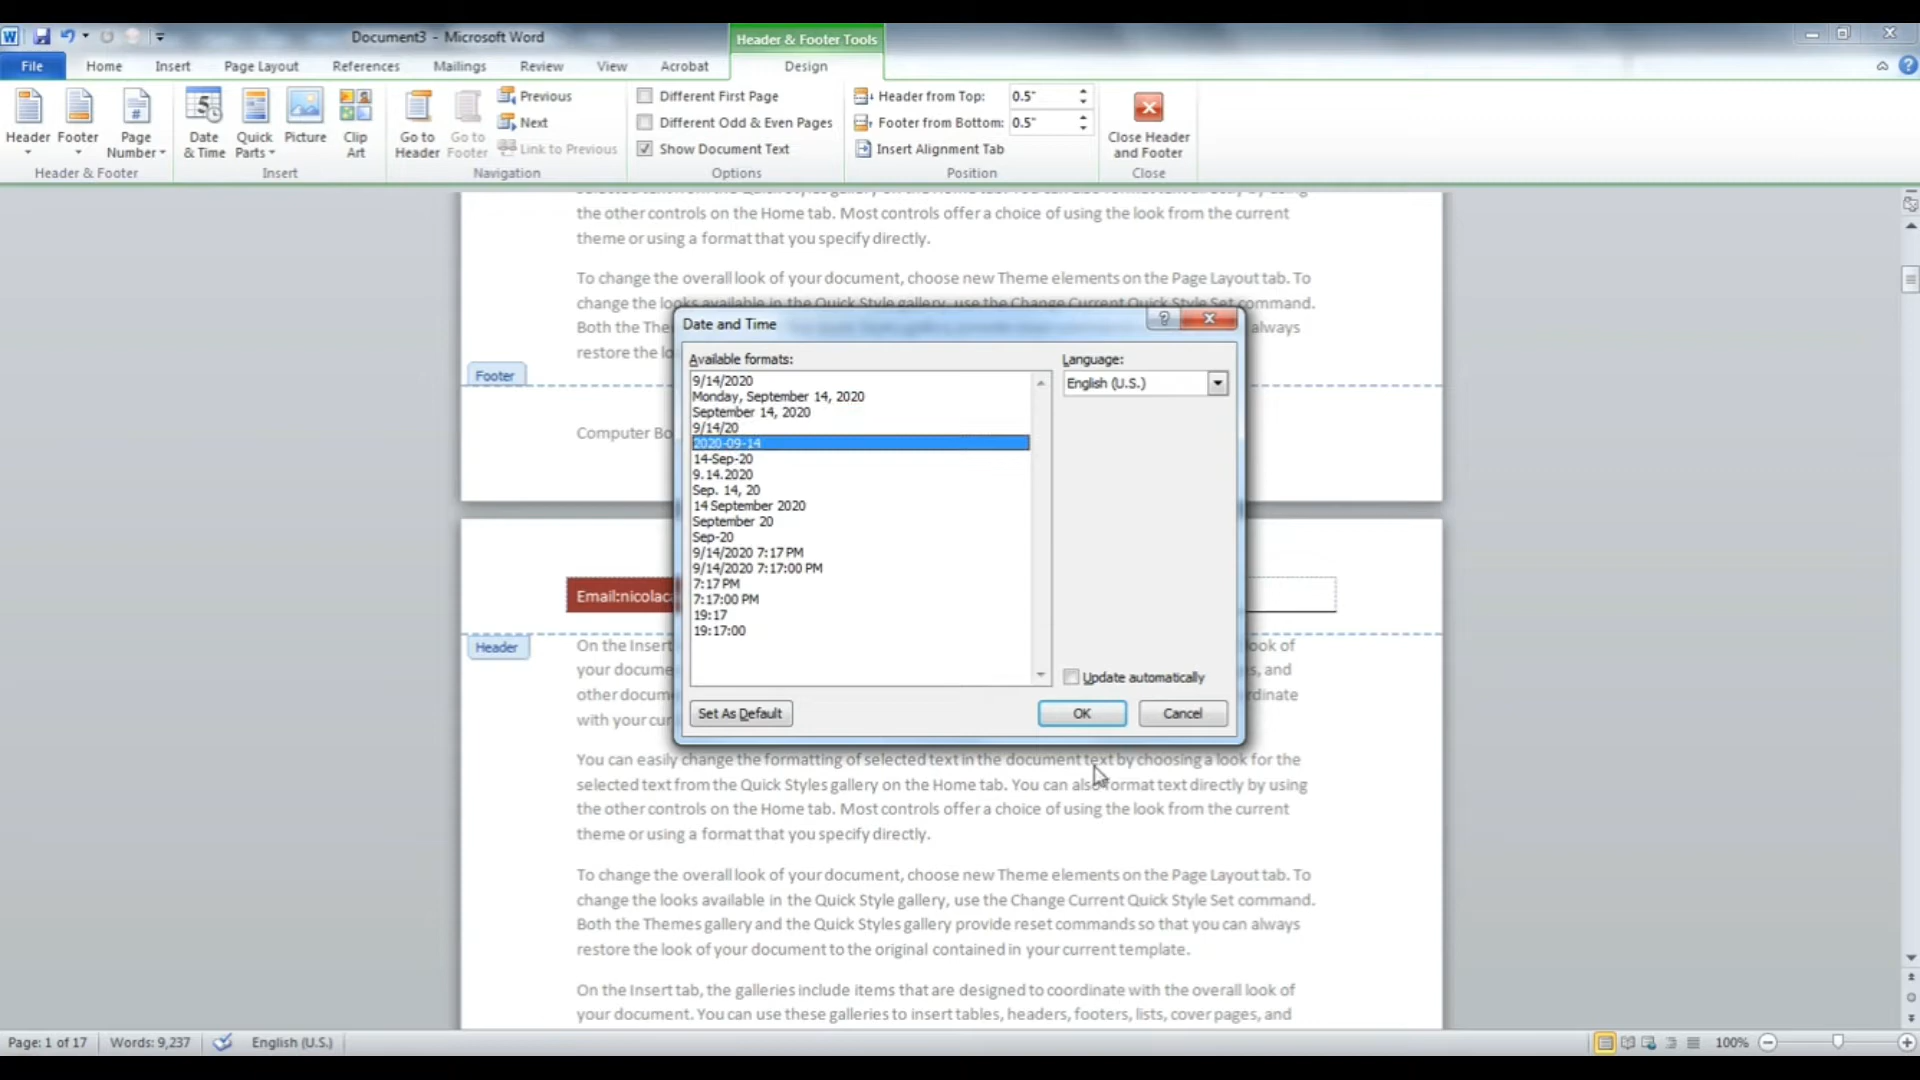 Document3 - Microsoft Word
Header & Footer Tools
File Home Insert Page Layout References Mailings Review View Acrobat Design
Header Footer Page Number
Header & Footer
Date & Time Quick Parts Picture Clip Art
Insert
Go to Header Go to Footer Previous Next Link to Previous
Navigation
Different First Page
Different Odd & Even Pages
Show Document Text
Options
Header from Top: 0.5"
Footer from Bottom: 0.5"
Insert Alignment Tab
Position
Close Header and Footer
Close
the other controls on the Home tab. Most controls offer a choice of using the look from the current
theme or using a format that you specify directly.
To change the overall look of your document, choose new Theme elements on the Page Layout tab. To
change the looks available in the Quick Style gallery, use the Change Current Quick Style Set command.
Both the The always
restore the lo
Footer
Computer Bo
Date and Time
Available formats:
9/14/2020
Monday, September 14, 2020
September 14, 2020
9/14/20
2020-09-14
14-Sep-20
9.14.2020
Sep. 14, 20
14 September 2020
September 20
Sep-20
9/14/2020 7:17 PM
9/14/2020 7:17:00 PM
7:17 PM
7:17:00 PM
19:17
19:17:00
Language:
English (U.S.)
Update automatically
Set As Default OK Cancel
Email:nicolaca
Header
On the Insert ook of
your docume s, and
other docum rdinate
with your cur
You can easily change the formatting of selected text in the document text by choosing a look for the
selected text from the Quick Styles gallery on the Home tab. You can also format text directly by using
the other controls on the Home tab. Most controls offer a choice of using the look from the current
theme or using a format that you specify directly.
To change the overall look of your document, choose new Theme elements on the Page Layout tab. To
change the looks available in the Quick Style gallery, use the Change Current Quick Style Set command.
Both the Themes gallery and the Quick Styles gallery provide reset commands so that you can always
restore the look of your document to the original contained in your current template.
On the Insert tab, the galleries include items that are designed to coordinate with the overall look of
your document. You can use these galleries to insert tables, headers, footers, lists, cover pages, and
Page: 1 of 17 Words: 9,237 English (U.S.) 100%